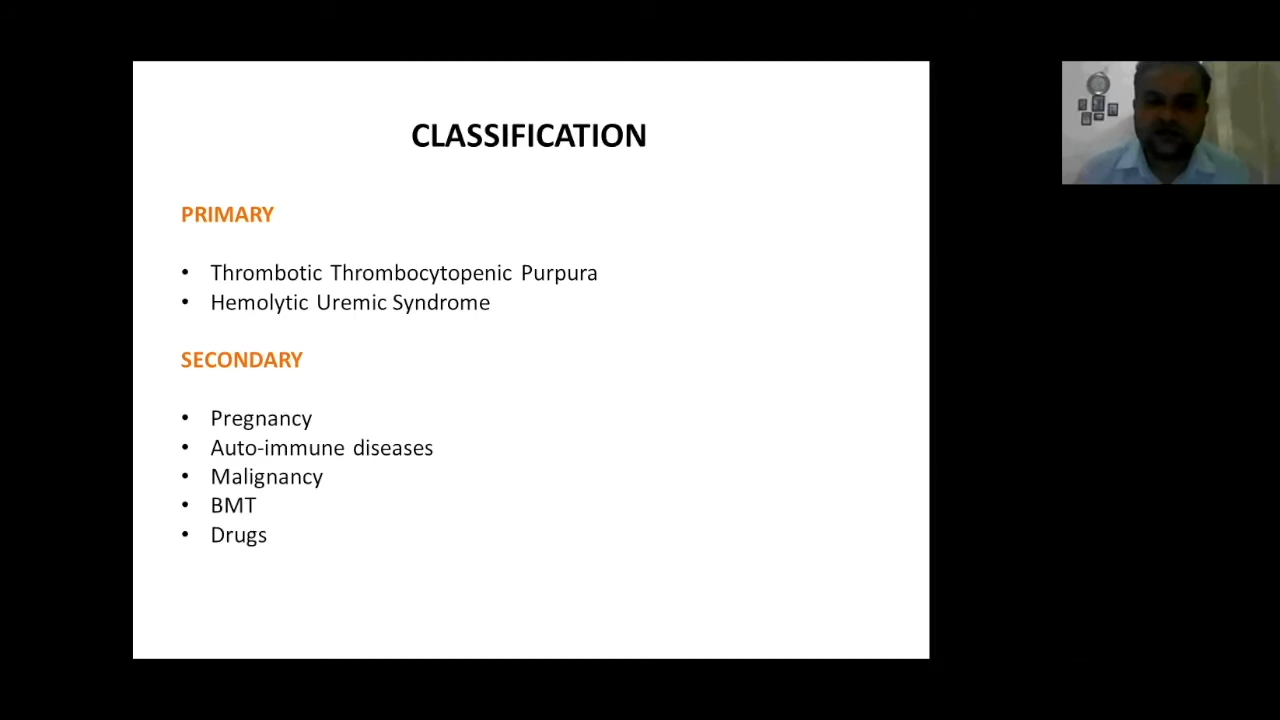 CLASSIFICATION
PRIMARY
• Thrombotic Thrombocytopenic Purpura
• Hemolytic Uremic Syndrome
SECONDARY
• Pregnancy
• Auto-immune diseases
• Malignancy
• BMT
• Drugs